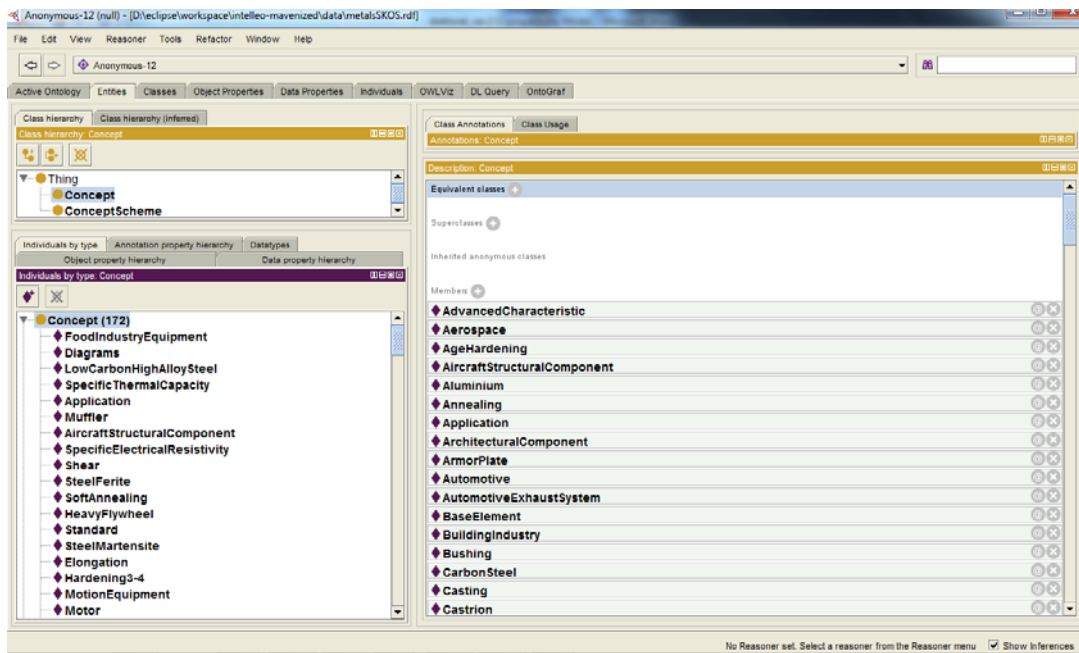 Anonymous-12 (null) - [D:\eclipse\workspace\intelleo-mavenized\data\metalsSKOS.rdf]
File Edit View Reasoner Tools Refactor Window Help
Anonymous-12
Active Ontology Entities Classes Object Properties Data Properties Individuals OWLViz DL Query OntoGraf
Class hierarchy Class hierarchy (inferred)
Class hierarchy: Concept
Thing
Concept
ConceptScheme
Individuals by type Annotation property hierarchy Datatypes
Object property hierarchy Data property hierarchy
Individuals by type: Concept
Concept (172)
FoodIndustryEquipment
Diagrams
LowCarbonHighAlloySteel
SpecificThermalCapacity
Application
Muffler
AircraftStructuralComponent
SpecificElectricalResistivity
Shear
SteelFerite
SoftAnnealing
HeavyFlywheel
Standard
SteelMartensite
Elongation
Hardening3-4
MotionEquipment
Motor
Class Annotations Class Usage
Annotations: Concept
Description: Concept
Equivalent classes
Superclasses
Inherited anonymous classes
Members
AdvancedCharacteristic
Aerospace
AgeHardening
AircraftStructuralComponent
Aluminium
Annealing
Application
ArchitecturalComponent
ArmorPlate
Automotive
AutomotiveExhaustSystem
BaseElement
BuildingIndustry
Bushing
CarbonSteel
Casting
CastIrion
No Reasoner set. Select a reasoner from the Reasoner menu Show Inferences